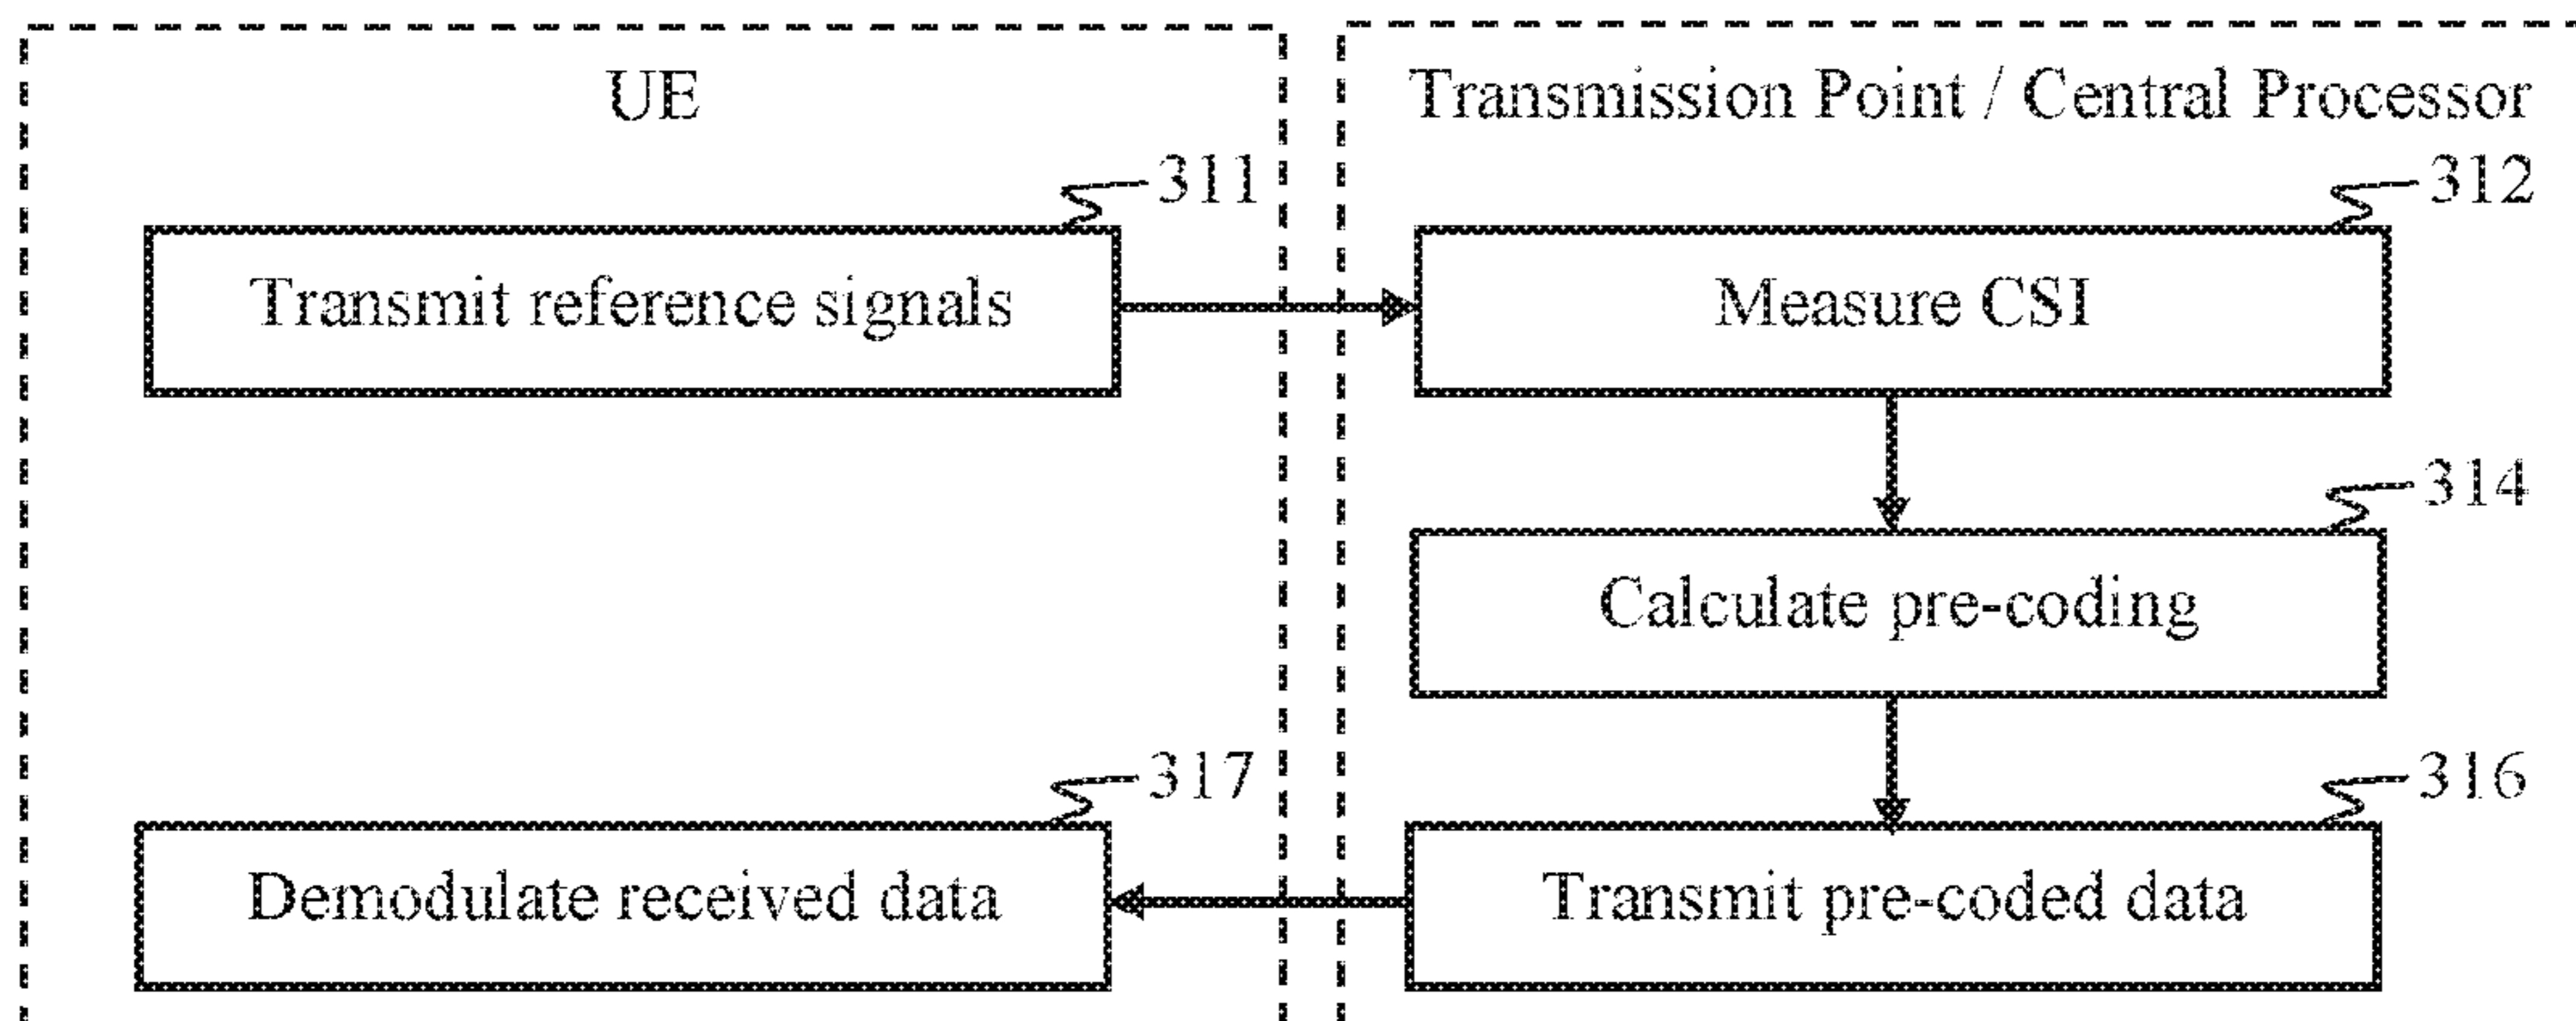 UE
Transmission Point / Central Processor
311
312
Transmit reference signals
Measure CSI
314
Calculate pre-coding
317
316
Demodulate received data
Transmit pre-coded data